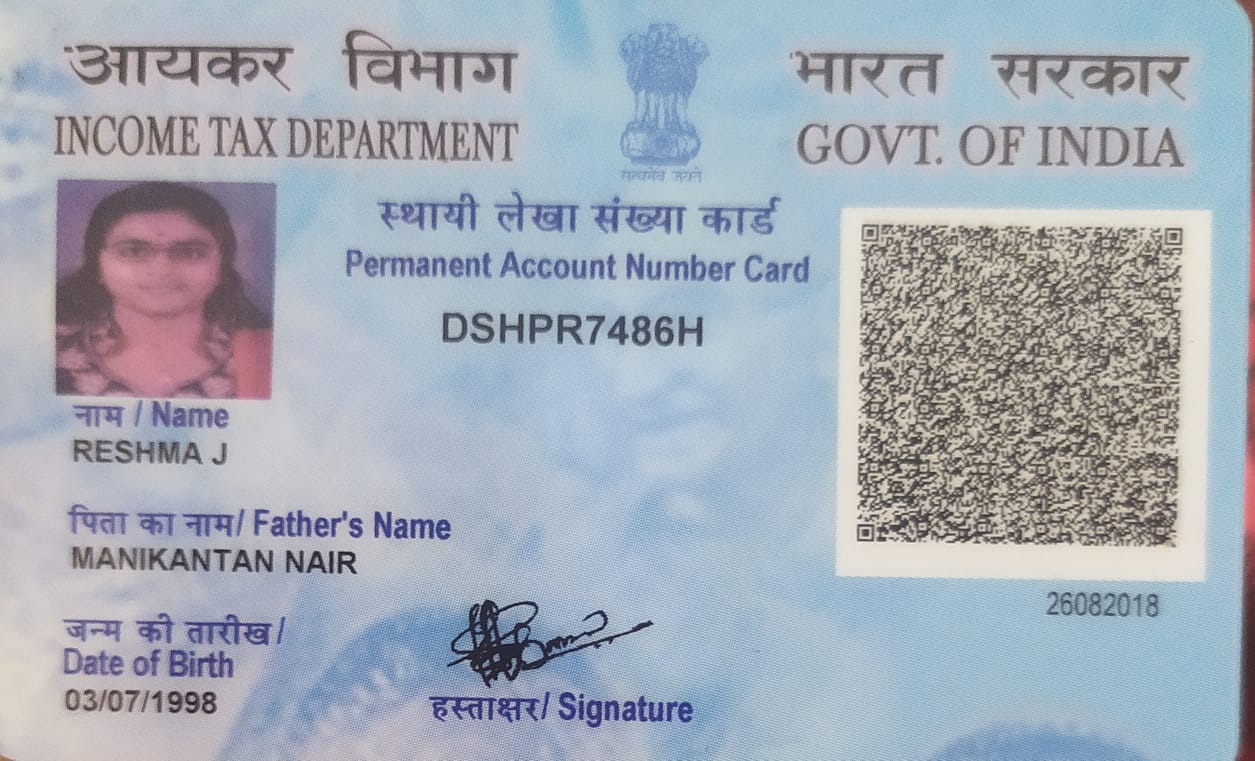 आयकर विभाग
INCOME TAX DEPARTMENT
भारत सरकार
GOVT. OF INDIA
सत्यमेव जयते
स्थायी लेखा संख्या कार्ड
Permanent Account Number Card
DSHPR7486H
नाम / Name
RESHMA J
पिता का नाम/ Father's Name
MANIKANTAN NAIR
जन्म की तारीख/
Date of Birth
03/07/1998
हस्ताक्षर/ Signature
26082018